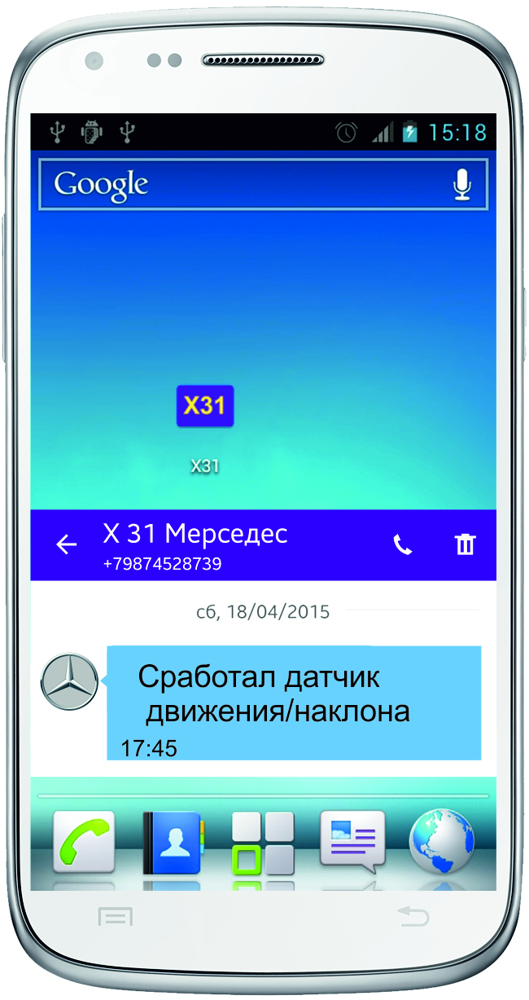 15:18
Google
X31
X31
X 31 Мерседес
+79874528739
сб, 18/04/2015
Сработал датчик
движения/наклона
17:45